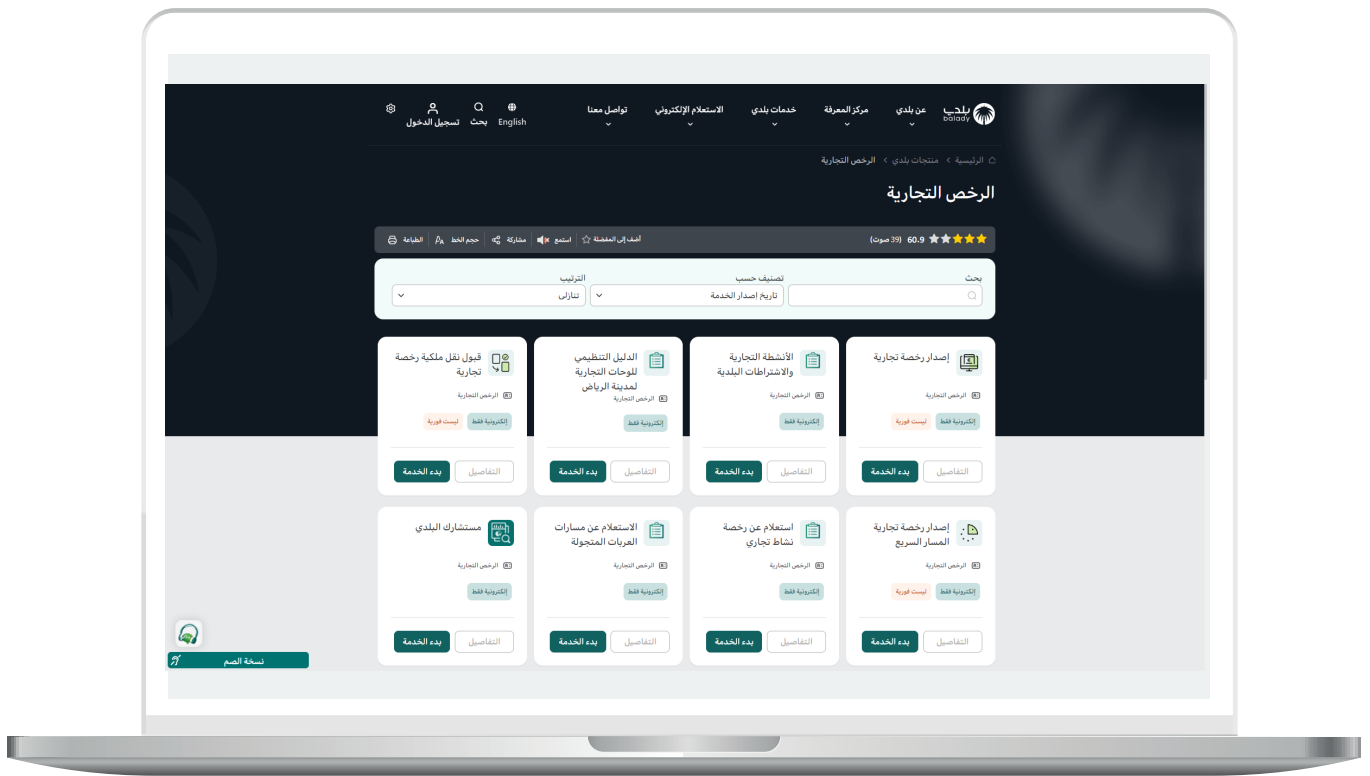 بلدي
balady
عن بلدي
مركز المعرفة
خدمات بلدي
الاستعلام الإلكتروني
تواصل معنا
English
بحث
تسجيل الدخول
الرئيسية > منتجات بلدي > الرخص التجارية
الرخص التجارية
60.9 (39 صوت)
أضف إلى المفضلة
استمع
مشاركة
حجم الخط
الطباعة
بحث
تصنيف حسب
الترتيب
تاريخ إصدار الخدمة
تنازلي
إصدار رخصة تجارية
الرخص التجارية
إلكترونية فقط
ليست فورية
التفاصيل
بدء الخدمة
الأنشطة التجارية
والاشتراطات البلدية
الرخص التجارية
إلكترونية فقط
التفاصيل
بدء الخدمة
الدليل التنظيمي
للوحات التجارية
لمدينة الرياض
الرخص التجارية
إلكترونية فقط
التفاصيل
بدء الخدمة
قبول نقل ملكية رخصة
تجارية
الرخص التجارية
إلكترونية فقط
ليست فورية
التفاصيل
بدء الخدمة
إصدار رخصة تجارية
المسار السريع
الرخص التجارية
إلكترونية فقط
ليست فورية
التفاصيل
بدء الخدمة
استعلام عن رخصة
نشاط تجاري
الرخص التجارية
إلكترونية فقط
التفاصيل
بدء الخدمة
الاستعلام عن مسارات
العربات المتجولة
الرخص التجارية
إلكترونية فقط
التفاصيل
بدء الخدمة
مستشارك البلدي
الرخص التجارية
إلكترونية فقط
التفاصيل
بدء الخدمة
نسخة الصم